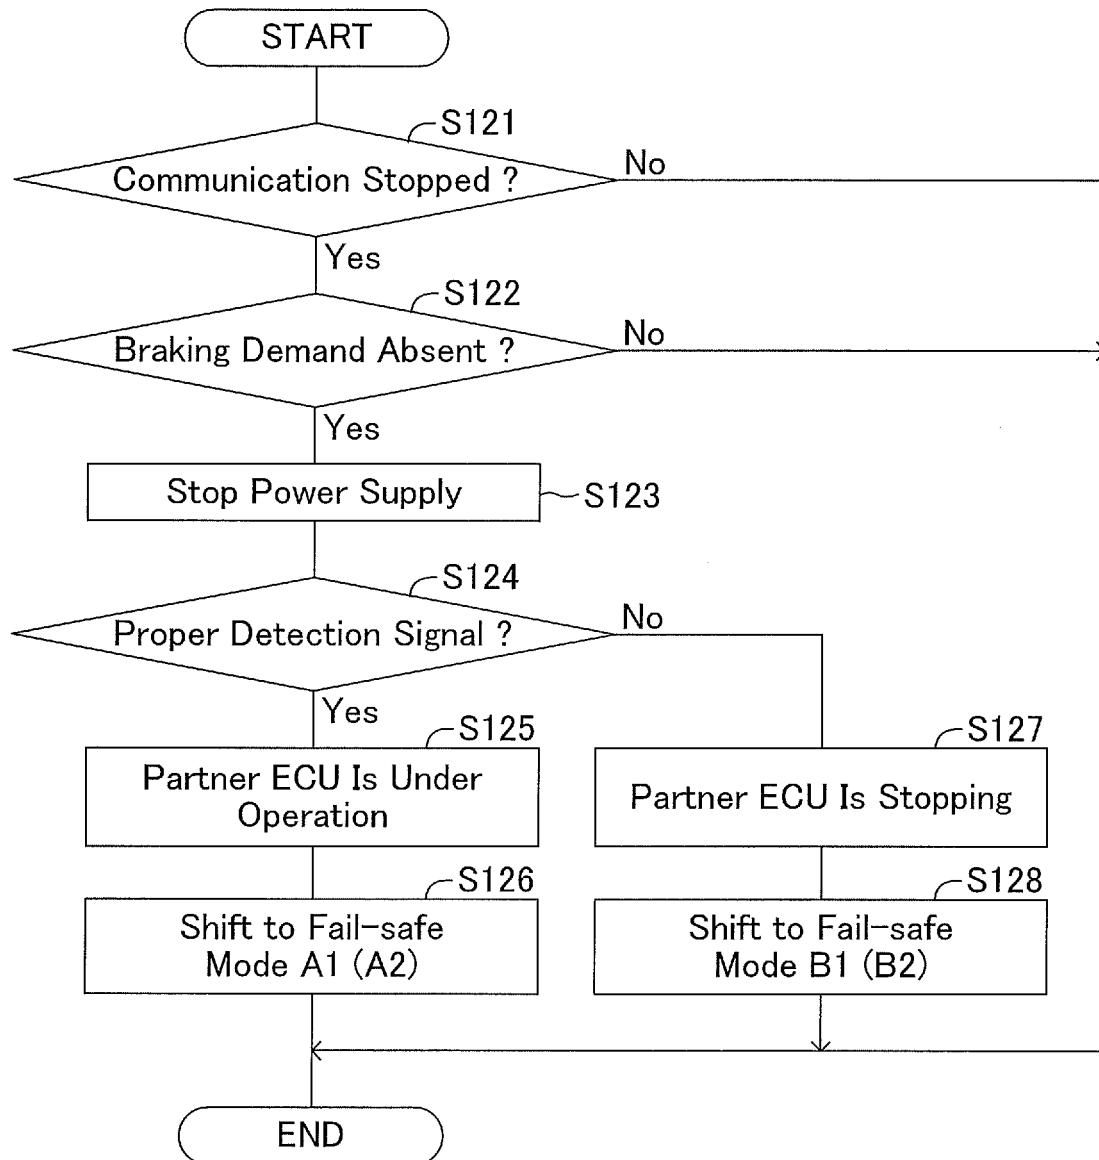 START
S121
Communication Stopped ?
No
Yes
S122
Braking Demand Absent ?
No
Yes
Stop Power Supply
S123
S124
Proper Detection Signal ?
No
Yes
S125
Partner ECU Is Under
Operation
S127
Partner ECU Is Stopping
S126
Shift to Fail-safe
Mode A1 (A2)
S128
Shift to Fail-safe
Mode B1 (B2)
END